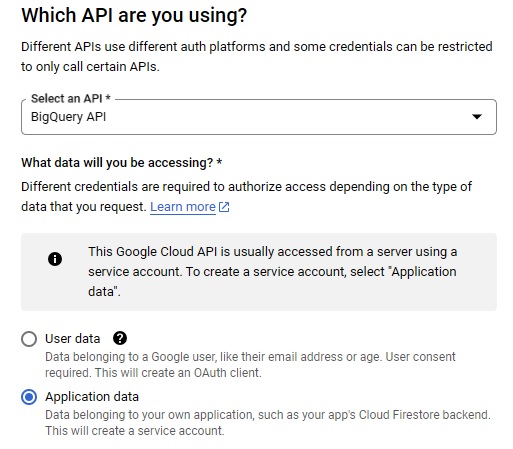 Which API are you using?
Different APIs use different auth platforms and some credentials can be restricted
to only call certain APIs.
Select an API *
BigQuery API
What data will you be accessing? *
Different credentials are required to authorize access depending on the type of
data that you request. Learn more
This Google Cloud API is usually accessed from a server using a
service account. To create a service account, select "Application
data".
User data
Data belonging to a Google user, like their email address or age. User consent
required. This will create an OAuth client.
Application data
Data belonging to your own application, such as your app's Cloud Firestore backend.
This will create a service account.